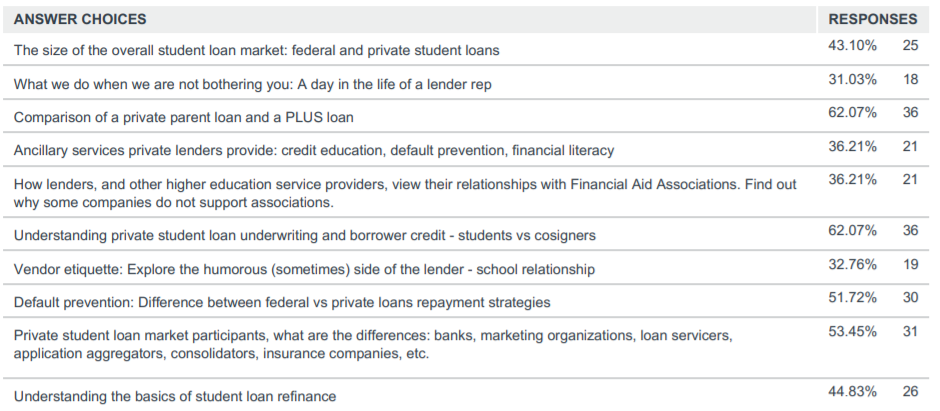 ANSWER CHOICES RESPONSES
The size of the overall student loan market: federal and private student loans 43.10% 25
What we do when we are not bothering you: A day in the life of a lender rep 31.03% 18
Comparison of a private parent loan and a PLUS loan 62.07% 36
Ancillary services private lenders provide: credit education, default prevention, financial literacy 36.21% 21
How lenders, and other higher education service providers, view their relationships with Financial Aid Associations. Find out 36.21% 21
why some companies do not support associations.
Understanding private student loan underwriting and borrower credit - students vs cosigners 62.07% 36
Vendor etiquette: Explore the humorous (sometimes) side of the lender - school relationship 32.76% 19
Default prevention: Difference between federal vs private loans repayment strategies 51.72% 30
Private student loan market participants, what are the differences: banks, marketing organizations, loan servicers, 53.45% 31
application aggregators, consolidators, insurance companies, etc.
Understanding the basics of student loan refinance 44.83% 26